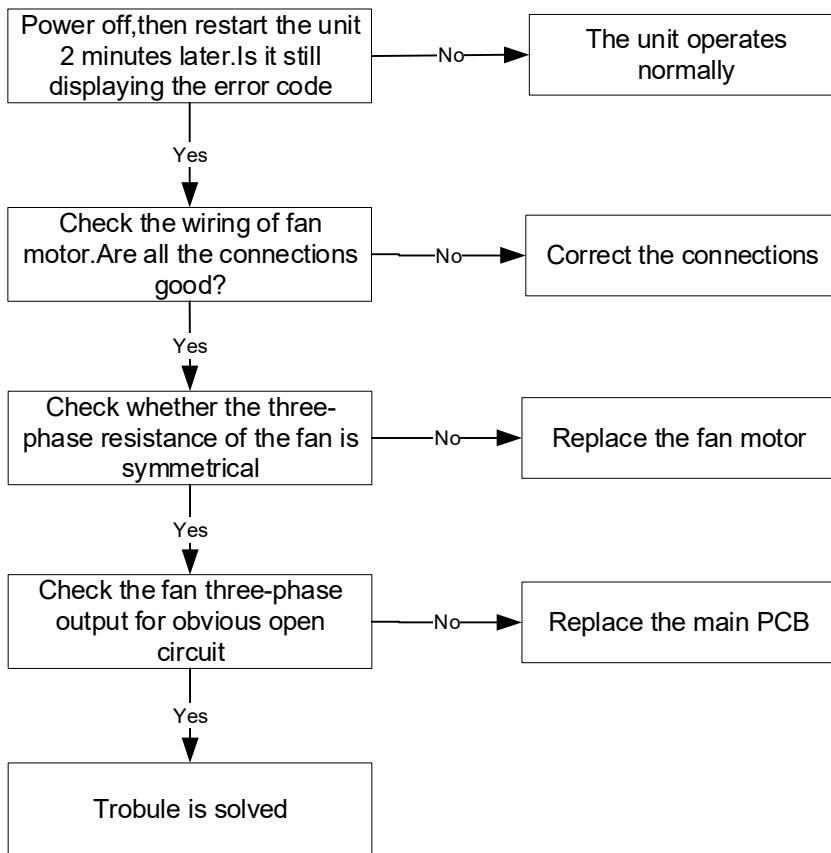 Power off,then restart the unit
2 minutes later.Is it still
displaying the error code
No
The unit operates
normally
Yes
Check the wiring of fan
motor.Are all the connections
good?
No
Correct the connections
Yes
Check whether the three-
phase resistance of the fan is
symmetrical
No
Replace the fan motor
Yes
Check the fan three-phase
output for obvious open
circuit
No
Replace the main PCB
Yes
Trobule is solved